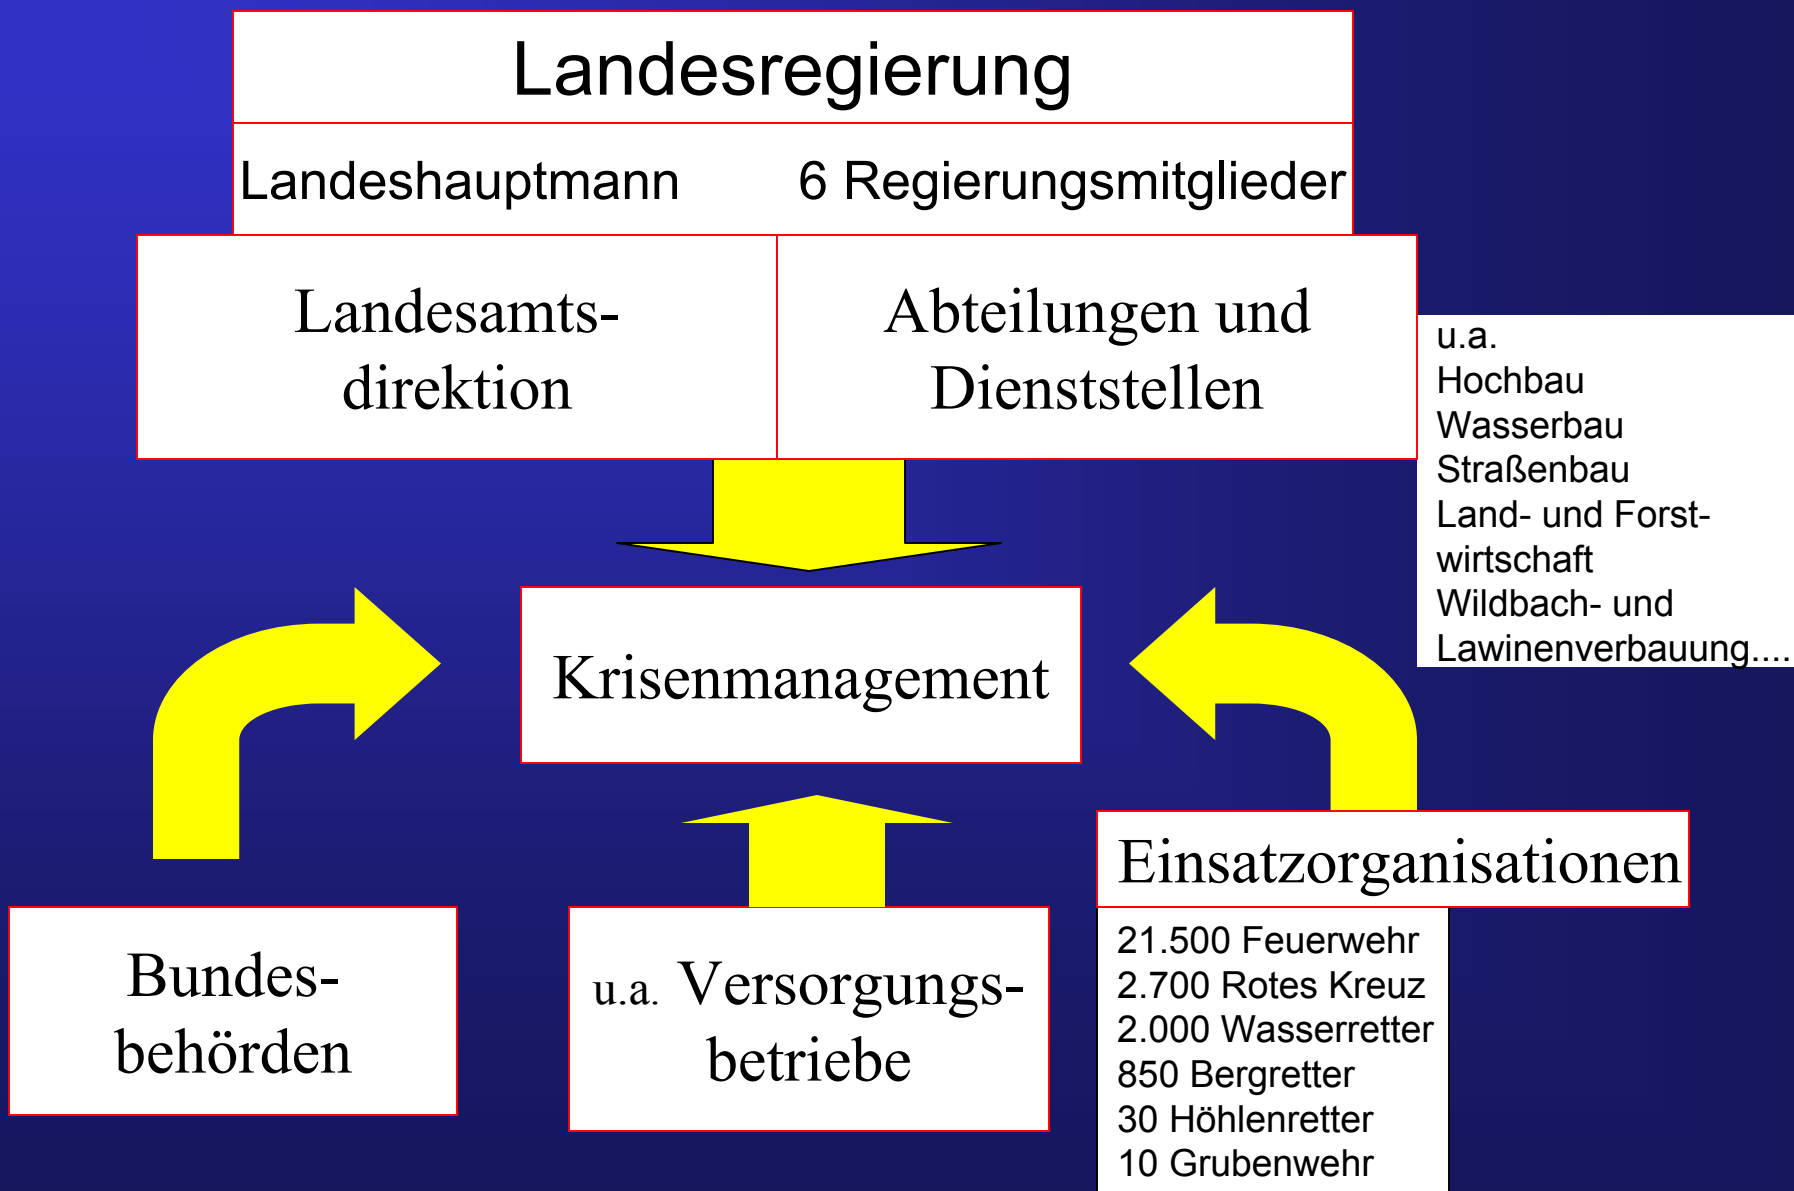 Landesregierung
Landeshauptmann 6 Regierungsmitglieder
Landesamts-
direktion
Abteilungen und
Dienststellen
u.a.
Hochbau
Wasserbau
Straßenbau
Land- und Forst-
wirtschaft
Wildbach- und
Lawinenverbauung....
Krisenmanagement
Bundes-
behörden
u.a. Versorgungs-
betriebe
Einsatzorganisationen
21.500 Feuerwehr
2.700 Rotes Kreuz
2.000 Wasserretter
850 Bergretter
30 Höhlenretter
10 Grubenwehr